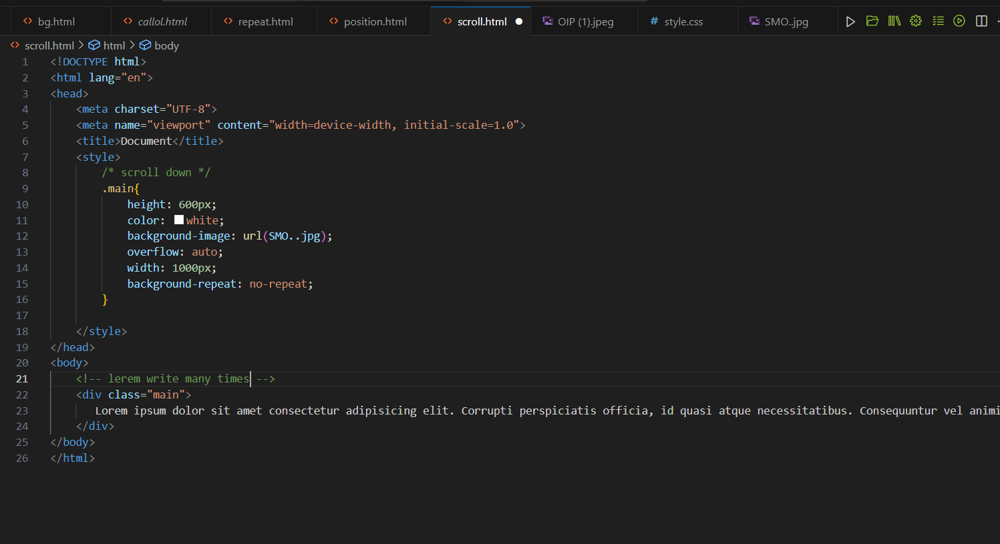 bg.html callol.html repeat.html position.html scroll.html OIP (1).jpeg style.css SMO..jpg
scroll.html > html > body
1 <!DOCTYPE html>
2 <html lang="en">
3 <head>
4 <meta charset="UTF-8">
5 <meta name="viewport" content="width=device-width, initial-scale=1.0">
6 <title>Document</title>
7 <style>
8 /* scroll down */
9 .main{
10 height: 600px;
11 color: white;
12 background-image: url(SMO..jpg);
13 overflow: auto;
14 width: 1000px;
15 background-repeat: no-repeat;
16 }
17
18 </style>
19 </head>
20 <body>
21 <!-- lerem write many times -->
22 <div class="main">
23 Lorem ipsum dolor sit amet consectetur adipisicing elit. Corrupti perspiciatis officia, id quasi atque necessitatibus. Consequuntur vel animi
24 </div>
25 </body>
26 </html>